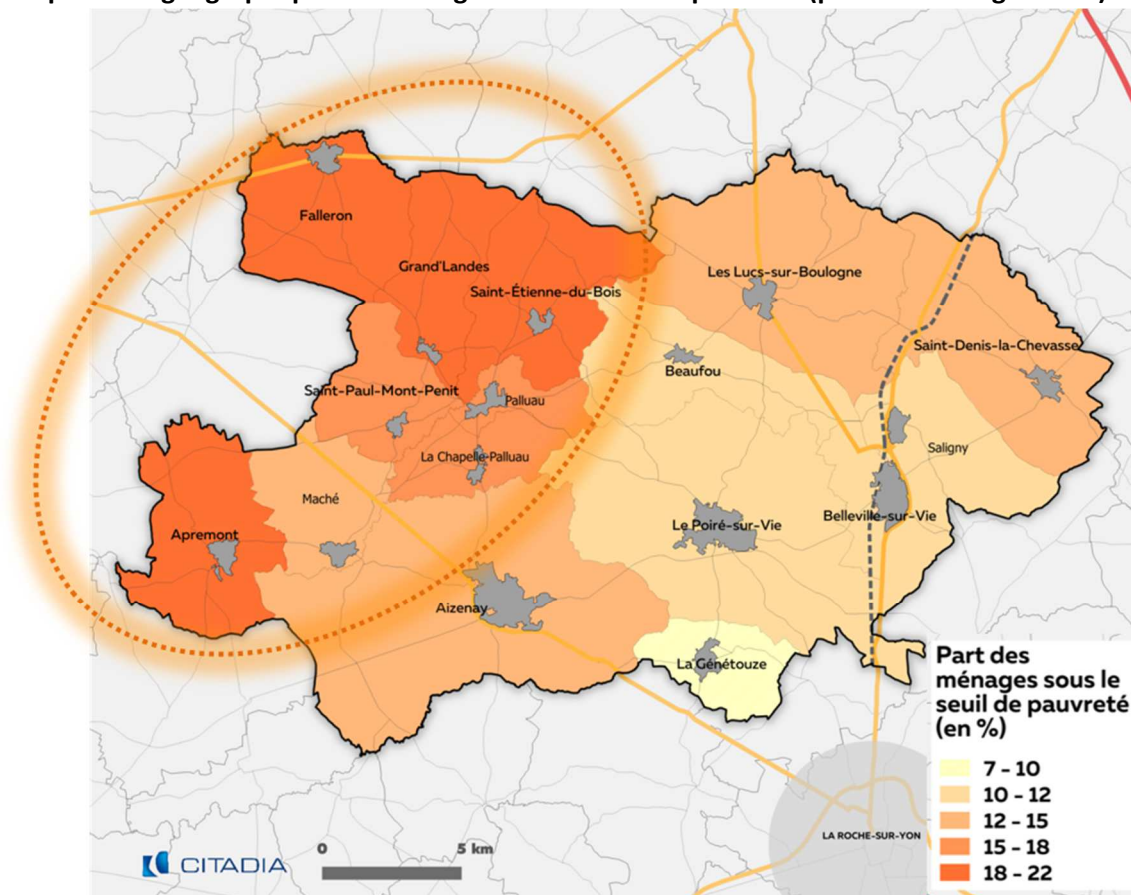 Falleron
Grand'Landes
Saint-Étienne-du-Bois
Les Lucs-sur-Boulogne
Saint-Denis-la-Chevasse
Beaufou
Saint-Paul-Mont-Penit
Palluau
La Chapelle-Palluau
Saligny
Maché
Apremont
Le Poiré-sur-Vie
Belleville-sur-Vie
Aizenay
La Génétouze
Part des
ménages sous le
seuil de pauvreté
(en %)
7 - 10
10 - 12
12 - 15
15 - 18
18 - 22
LA ROCHE-SUR-YON
0 5 km
CITADIA